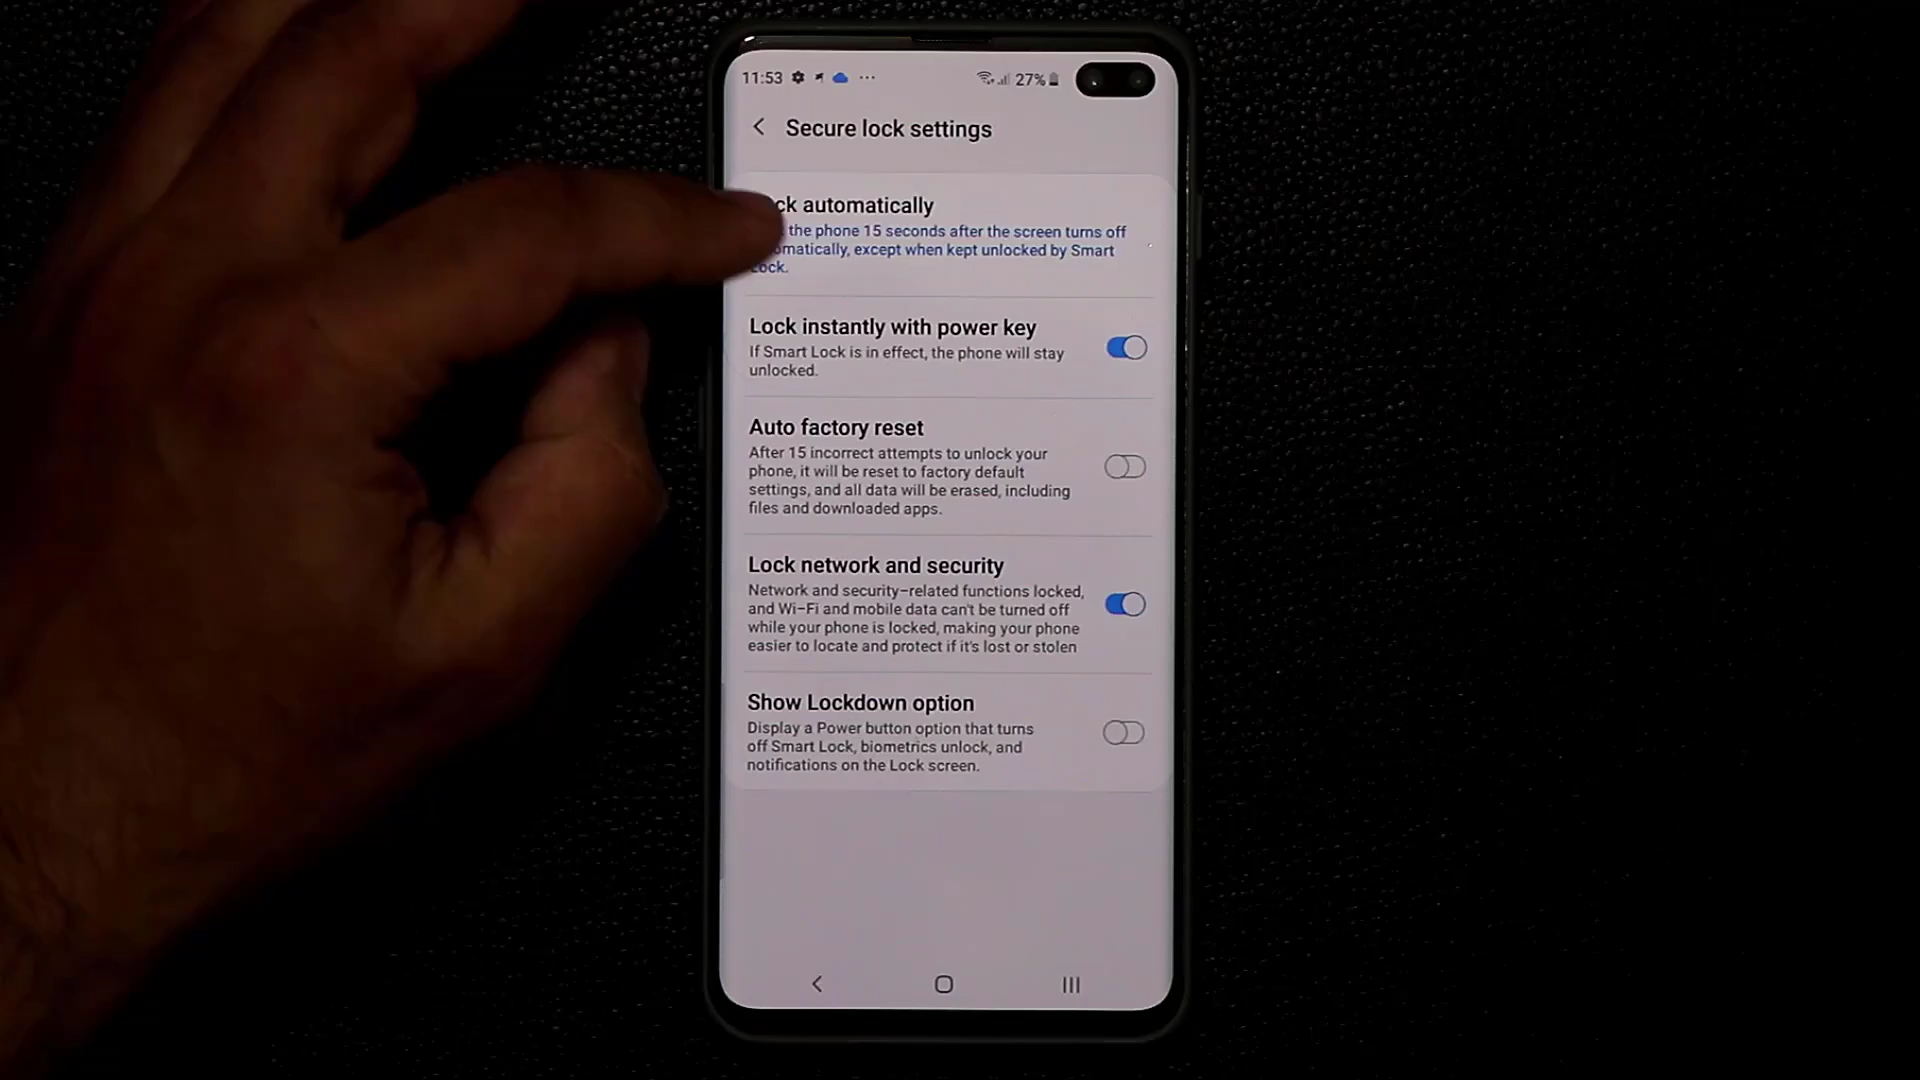 11:53 27%
Secure lock settings
ck automatically
the phone 15 seconds after the screen turns off
omatically, except when kept unlocked by Smart
Lock.
Lock instantly with power key
If Smart Lock is in effect, the phone will stay
unlocked.
Auto factory reset
After 15 incorrect attempts to unlock your
phone, it will be reset to factory default
settings, and all data will be erased, including
files and downloaded apps.
Lock network and security
Network and security-related functions locked,
and Wi-Fi and mobile data can't be turned off
while your phone is locked, making your phone
easier to locate and protect if it's lost or stolen
Show Lockdown option
Display a Power button option that turns
off Smart Lock, biometrics unlock, and
notifications on the Lock screen.